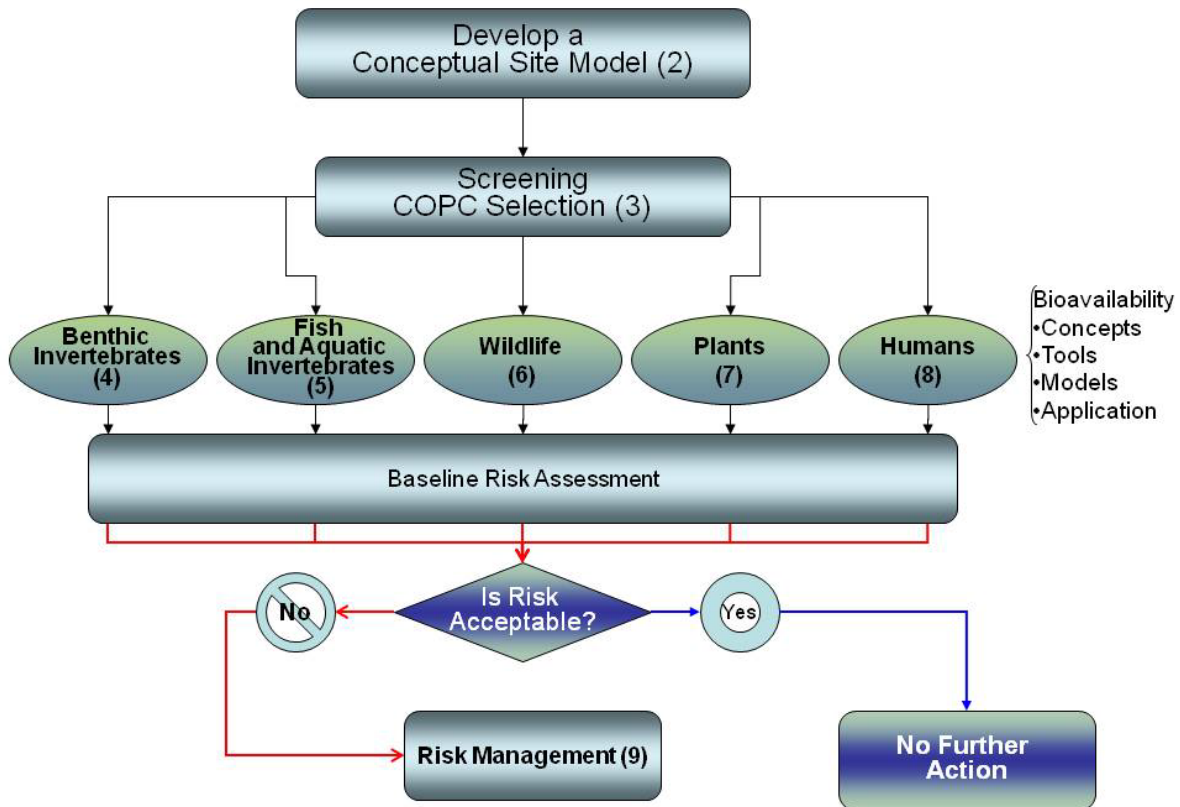 Develop a
Conceptual Site Model (2)
Screening
COPC Selection (3)
Benthic
Invertebrates
(4)
Fish
and Aquatic
Invertebrates
(5)
Wildlife
(6)
Plants
(7)
Humans
(8)
Bioavailability
•Concepts
•Tools
•Models
•Application
Baseline Risk Assessment
Is Risk
Acceptable?
No
Yes
Risk Management (9)
No Further
Action